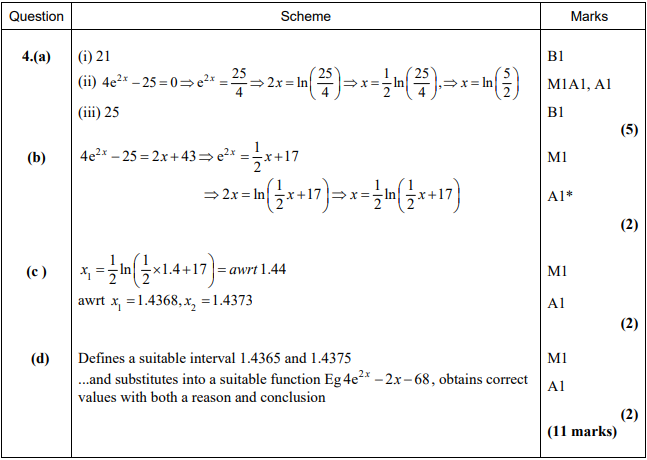 Question Scheme Marks
4.(a) (i) 21 B1
(ii) 4e^{2x} − 25 = 0 ⇒ e^{2x} = 25/4 ⇒ 2x = ln(25/4) ⇒ x = 1/2 ln(25/4), ⇒ x = ln(5/2) M1A1, A1
(iii) 25 B1
(5)
(b) 4e^{2x} − 25 = 2x + 43 ⇒ e^{2x} = 1/2 x + 17 M1
⇒ 2x = ln(1/2 x + 17) ⇒ x = 1/2 ln(1/2 x + 17) A1*
(2)
(c ) x₁ = 1/2 ln(1/2 × 1.4 + 17) = awrt 1.44 M1
awrt x₁ = 1.4368, x₂ = 1.4373 A1
(2)
(d) Defines a suitable interval 1.4365 and 1.4375 M1
...and substitutes into a suitable function Eg 4e^{2x} − 2x − 68, obtains correct A1
values with both a reason and conclusion
(2)
(11 marks)